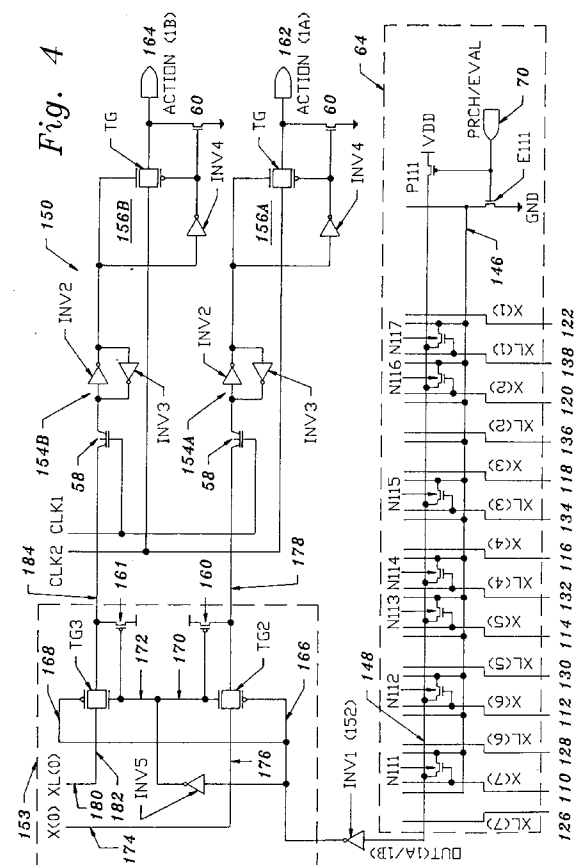 Fig. 4
164
ACTION (1B)
162
ACTION (1A)
TG
60
TG
60
156B
INV4
156A
INV4
150
INV2
INV2
154B
INV3
154A
INV3
58
58
CLK1
CLK2
184
178
153
X(0)
XL(0)
168
TG3
161
172
170
160
TG2
166
180
182
INV5
176
174
INV1 (152)
OUT(1A/1B)
64
P111
VDD
PRCH/EVAL
70
E111
GND
146
148
N111
N112
N113
N114
N115
N116
N117
XL(7)
X(7)
XL(6)
X(6)
XL(5)
X(5)
XL(4)
X(4)
XL(3)
X(3)
XL(2)
X(2)
XL(1)
X(1)
126
110
128
112
130
114
132
116
134
118
136
120
138
122